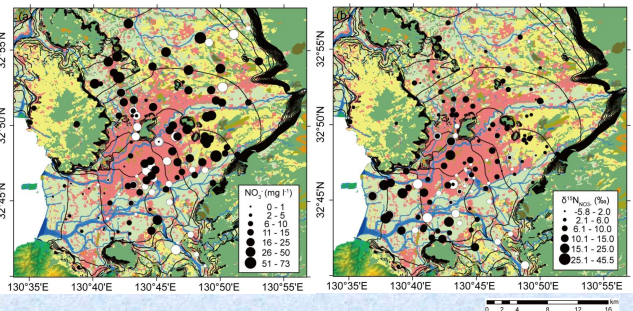 (a)
(b)
32°55'N
32°50'N
32°45'N
32°55'N
32°50'N
32°45'N
NO3- (mg l-1)
0 - 1
2 - 5
6 - 10
11 - 15
16 - 25
26 - 50
51 - 73
δ15NNO3- (‰)
-5.8 - 2.0
2.1 - 6.0
6.1 - 10.0
10.1 - 15.0
15.1 - 25.0
25.1 - 45.5
130°35'E 130°40'E 130°45'E 130°50'E 130°55'E
130°35'E 130°40'E 130°45'E 130°50'E 130°55'E
km
0 2 4 8 12 16